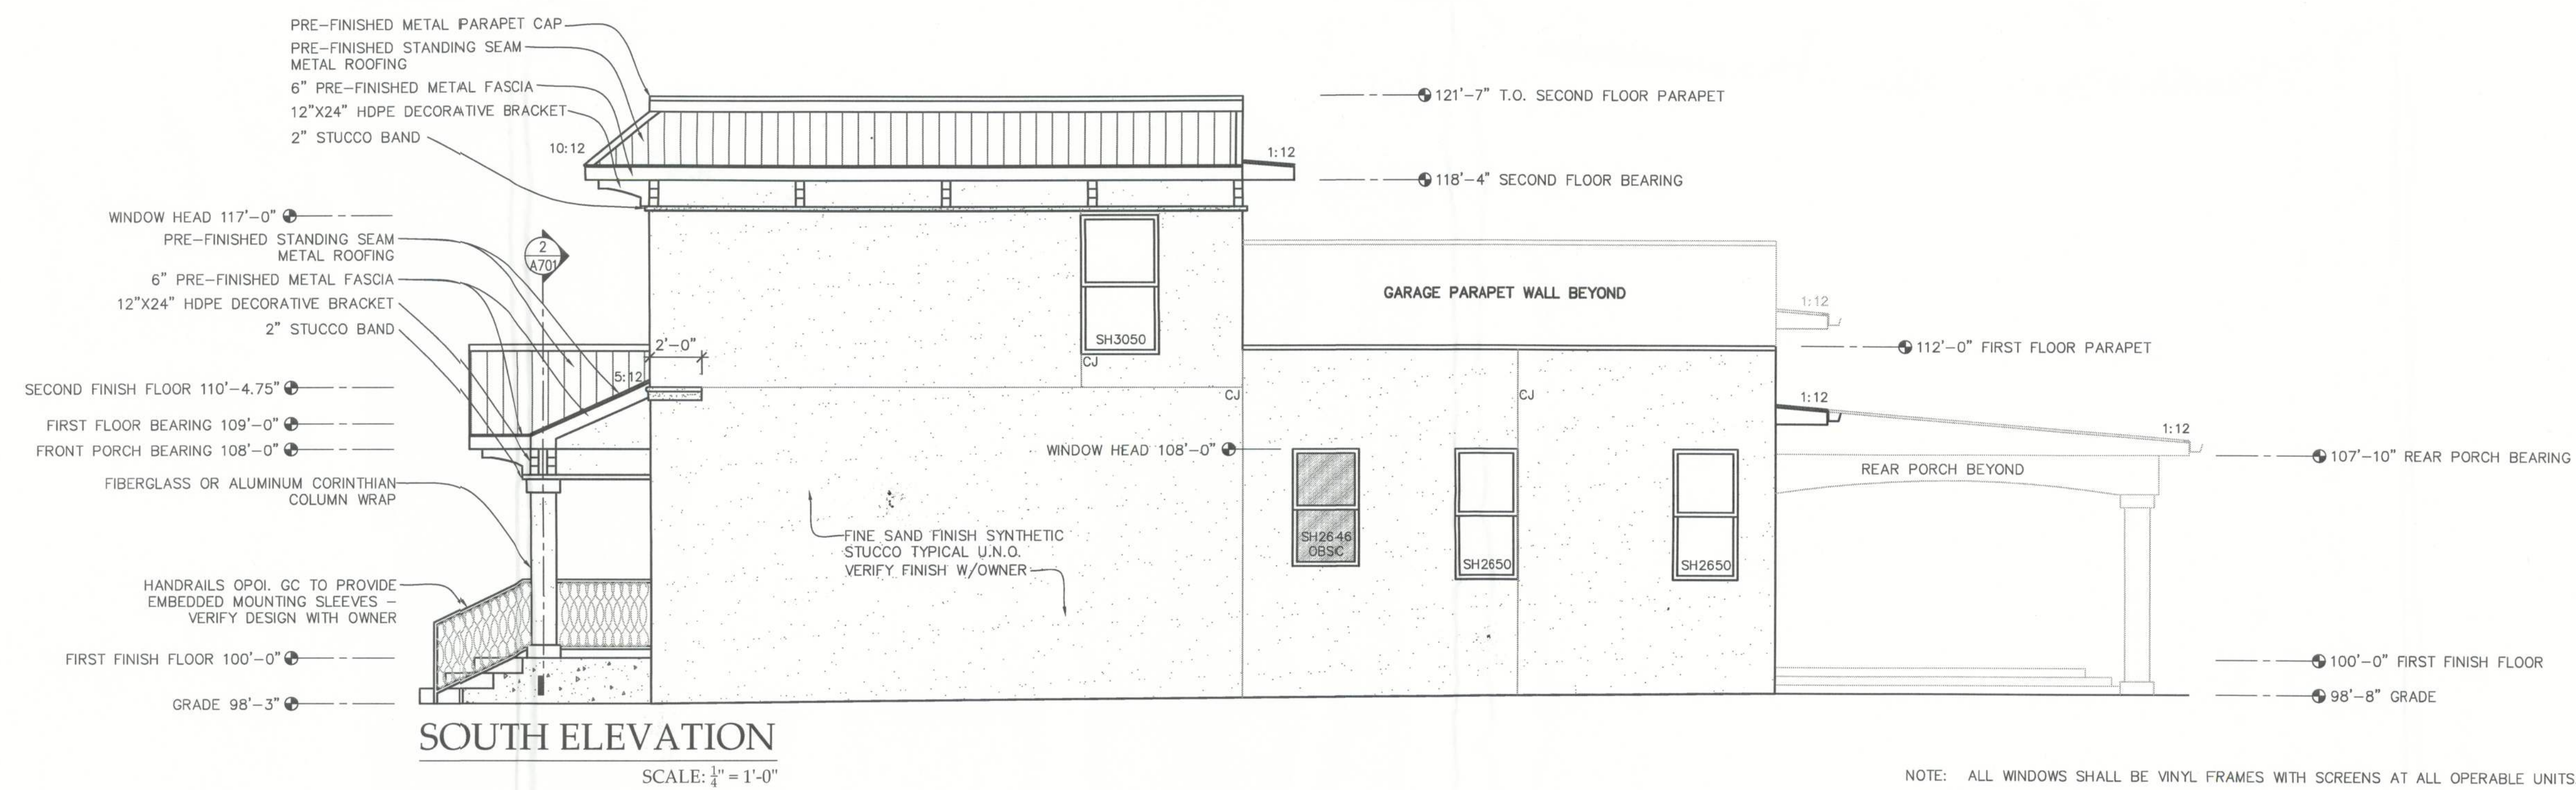 PRE-FINISHED METAL PARAPET CAP
PRE-FINISHED STANDING SEAM
METAL ROOFING
6" PRE-FINISHED METAL FASCIA
12"X24" HDPE DECORATIVE BRACKET
2" STUCCO BAND
10:12
1:12
121'-7" T.O. SECOND FLOOR PARAPET
118'-4" SECOND FLOOR BEARING
WINDOW HEAD 117'-0"
PRE-FINISHED STANDING SEAM
METAL ROOFING
6" PRE-FINISHED METAL FASCIA
12"X24" HDPE DECORATIVE BRACKET
2" STUCCO BAND
2
A701
GARAGE PARAPET WALL BEYOND
1:12
SH3050
CJ
2'-0"
5:12
112'-0" FIRST FLOOR PARAPET
SECOND FINISH FLOOR 110'-4.75"
CJ
CJ
1:12
FIRST FLOOR BEARING 109'-0"
FRONT PORCH BEARING 108'-0"
WINDOW HEAD 108'-0"
1:12
107'-10" REAR PORCH BEARING
REAR PORCH BEYOND
FIBERGLASS OR ALUMINUM CORINTHIAN
COLUMN WRAP
FINE SAND FINISH SYNTHETIC
STUCCO TYPICAL U.N.O.
VERIFY FINISH W/OWNER
SH2646
OBSC
SH2650
SH2650
HANDRAILS OPOI. GC TO PROVIDE
EMBEDDED MOUNTING SLEEVES -
VERIFY DESIGN WITH OWNER
FIRST FINISH FLOOR 100'-0"
100'-0" FIRST FINISH FLOOR
GRADE 98'-3"
98'-8" GRADE
SOUTH ELEVATION
SCALE: 1/4" = 1'-0"
NOTE: ALL WINDOWS SHALL BE VINYL FRAMES WITH SCREENS AT ALL OPERABLE UNITS